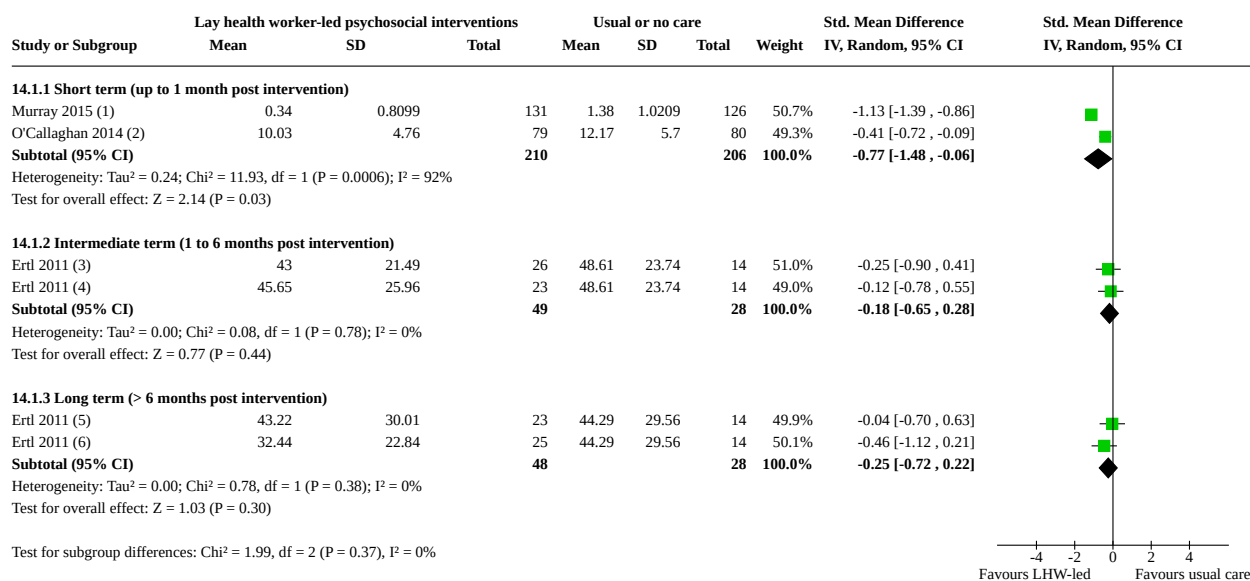 Lay health worker-led psychosocial interventions Usual or no care Std. Mean Difference Std. Mean Difference
Study or Subgroup Mean SD Total Mean SD Total Weight IV, Random, 95% CI IV, Random, 95% CI
14.1.1 Short term (up to 1 month post intervention)
Murray 2015 (1) 0.34 0.8099 131 1.38 1.0209 126 50.7% -1.13 [-1.39 , -0.86]
O'Callaghan 2014 (2) 10.03 4.76 79 12.17 5.7 80 49.3% -0.41 [-0.72 , -0.09]
Subtotal (95% CI) 210 206 100.0% -0.77 [-1.48 , -0.06]
Heterogeneity: Tau² = 0.24; Chi² = 11.93, df = 1 (P = 0.0006); I² = 92%
Test for overall effect: Z = 2.14 (P = 0.03)
14.1.2 Intermediate term (1 to 6 months post intervention)
Ertl 2011 (3) 43 21.49 26 48.61 23.74 14 51.0% -0.25 [-0.90 , 0.41]
Ertl 2011 (4) 45.65 25.96 23 48.61 23.74 14 49.0% -0.12 [-0.78 , 0.55]
Subtotal (95% CI) 49 28 100.0% -0.18 [-0.65 , 0.28]
Heterogeneity: Tau² = 0.00; Chi² = 0.08, df = 1 (P = 0.78); I² = 0%
Test for overall effect: Z = 0.77 (P = 0.44)
14.1.3 Long term (> 6 months post intervention)
Ertl 2011 (5) 43.22 30.01 23 44.29 29.56 14 49.9% -0.04 [-0.70 , 0.63]
Ertl 2011 (6) 32.44 22.84 25 44.29 29.56 14 50.1% -0.46 [-1.12 , 0.21]
Subtotal (95% CI) 48 28 100.0% -0.25 [-0.72 , 0.22]
Heterogeneity: Tau² = 0.00; Chi² = 0.78, df = 1 (P = 0.38); I² = 0%
Test for overall effect: Z = 1.03 (P = 0.30)
Test for subgroup differences: Chi² = 1.99, df = 2 (P = 0.37), I² = 0%
-4 -2 0 2 4
Favours LHW-led Favours usual care